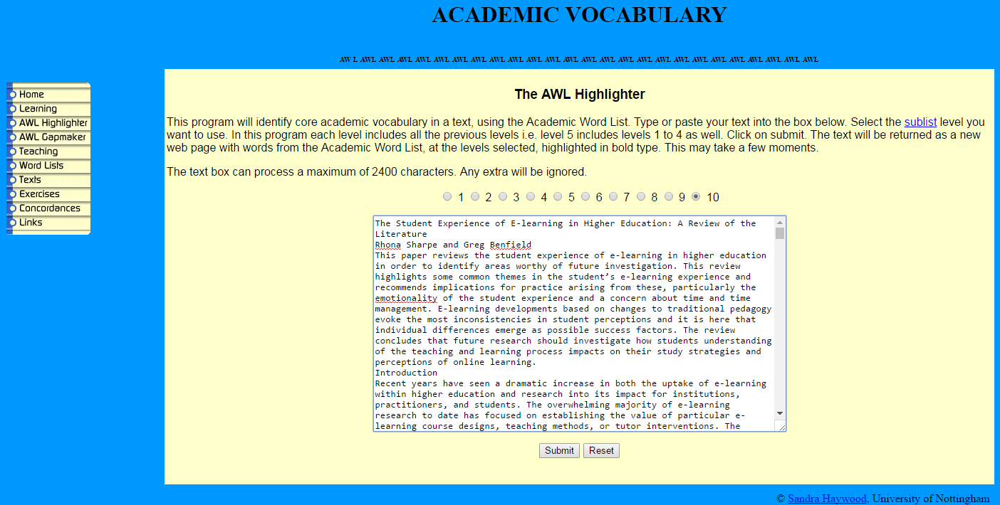 ACADEMIC VOCABULARY
AW L AWL AWL AWL AWL AWL AWL AWL AWL AWL AWL AWL AWL AWL AWL AWL AWL AWL AWL AWL AWL AWL AWL AWL AWL AWL
Home
Learning
AWL Highlighter
AWL Gapmaker
Teaching
Word Lists
Texts
Exercises
Concordances
Links
The AWL Highlighter
This program will identify core academic vocabulary in a text, using the Academic Word List. Type or paste your text into the box below. Select the sublist level you
want to use. In this program each level includes all the previous levels i.e. level 5 includes levels 1 to 4 as well. Click on submit. The text will be returned as a new
web page with words from the Academic Word List, at the levels selected, highlighted in bold type. This may take a few moments.
The text box can process a maximum of 2400 characters. Any extra will be ignored.
1 2 3 4 5 6 7 8 9 10
The Student Experience of E-learning in Higher Education: A Review of the
Literature
Rhona Sharpe and Greg Benfield
This paper reviews the student experience of e-learning in higher education
in order to identify areas worthy of future investigation. This review
highlights some common themes in the student’s e-learning experience and
recommends implications for practice arising from these, particularly the
emotionality of the student experience and a concern about time and time
management. E-learning developments based on changes to traditional pedagogy
evoke the most inconsistencies in student perceptions and it is here that
individual differences emerge as possible success factors. The review
concludes that future research should investigate how students understanding
of the teaching and learning process impacts on their study strategies and
perceptions of online learning.
Introduction
Recent years have seen a dramatic increase in both the uptake of e-learning
within higher education and research into its impact for institutions,
practitioners, and students. The overwhelming majority of e-learning
research to date has focused on establishing the value of particular e-
learning course designs, teaching methods, or tutor interventions. The
Submit Reset
© Sandra Haywood, University of Nottingham